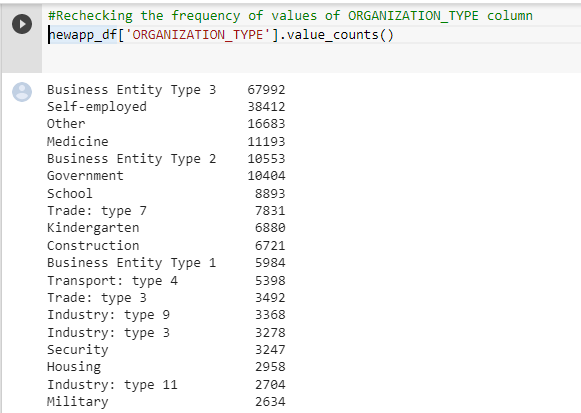 #Rechecking the frequency of values of ORGANIZATION_TYPE column
newapp_df['ORGANIZATION_TYPE'].value_counts()
Business Entity Type 3    67992
Self-employed             38412
Other                     16683
Medicine                  11193
Business Entity Type 2    10553
Government                10404
School                     8893
Trade: type 7              7831
Kindergarten               6880
Construction               6721
Business Entity Type 1     5984
Transport: type 4          5398
Trade: type 3              3492
Industry: type 9           3368
Industry: type 3           3278
Security                   3247
Housing                    2958
Industry: type 11          2704
Military                   2634